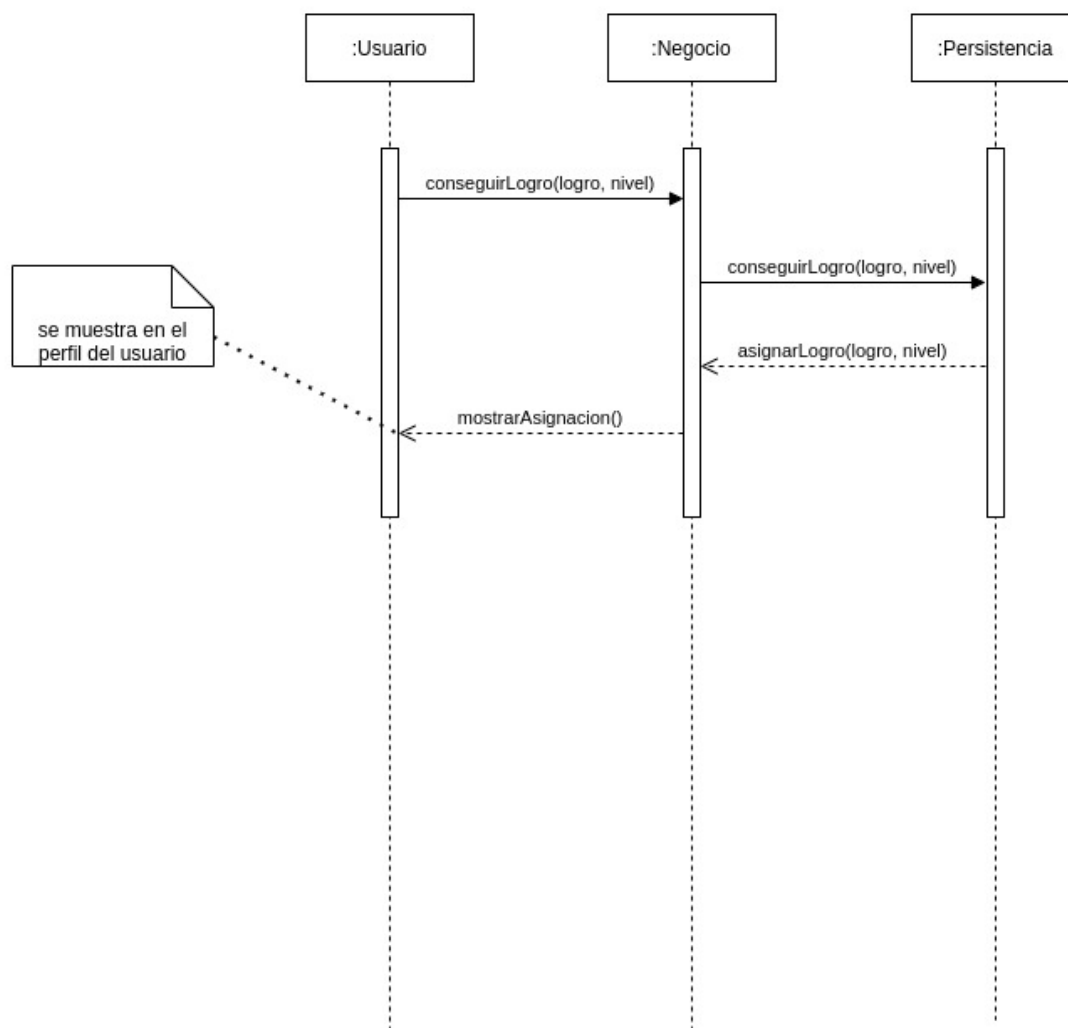 :Usuario
:Negocio
:Persistencia
conseguirLogro(logro, nivel)
conseguirLogro(logro, nivel)
se muestra en el
perfil del usuario
asignarLogro(logro, nivel)
mostrarAsignacion()